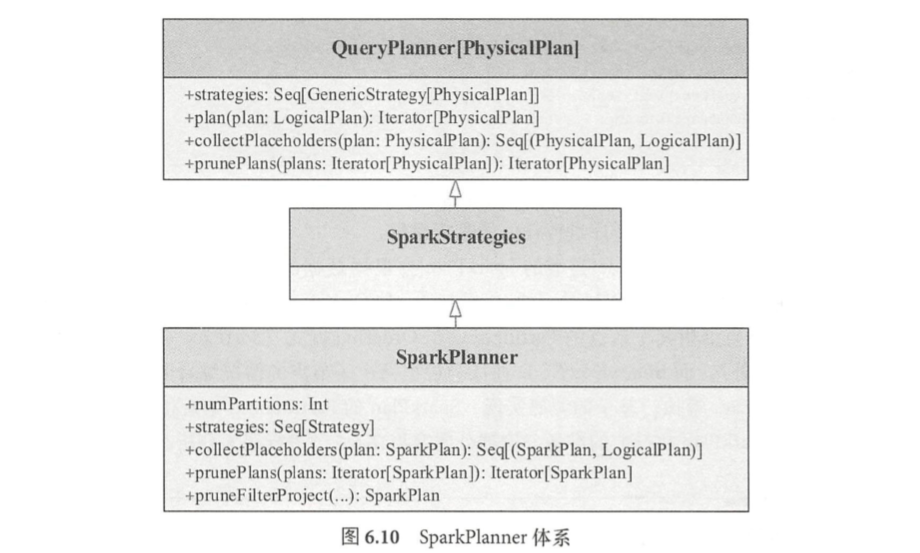 QueryPlanner[PhysicalPlan]
+strategies: Seq[GenericStrategy[PhysicalPlan]]
+plan(plan: LogicalPlan): Iterator[PhysicalPlan]
+collectPlaceholders(plan: PhysicalPlan): Seq[(PhysicalPlan, LogicalPlan)]
+prunePlans(plans: Iterator[PhysicalPlan]): Iterator[PhysicalPlan]
SparkStrategies
SparkPlanner
+numPartitions: Int
+strategies: Seq[Strategy]
+collectPlaceholders(plan: SparkPlan): Seq[(SparkPlan, LogicalPlan)]
+prunePlans(plans: Iterator[SparkPlan]): Iterator[SparkPlan]
+pruneFilterProject(...): SparkPlan
图 6.10 SparkPlanner 体系